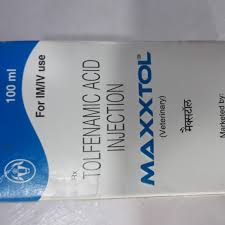 100 ml
For IM/IV use
Rx
TOLFENAMIC ACID
INJECTION
MAXXTOL®
(Veterinary)
मैक्सटॉल
Marketed by: